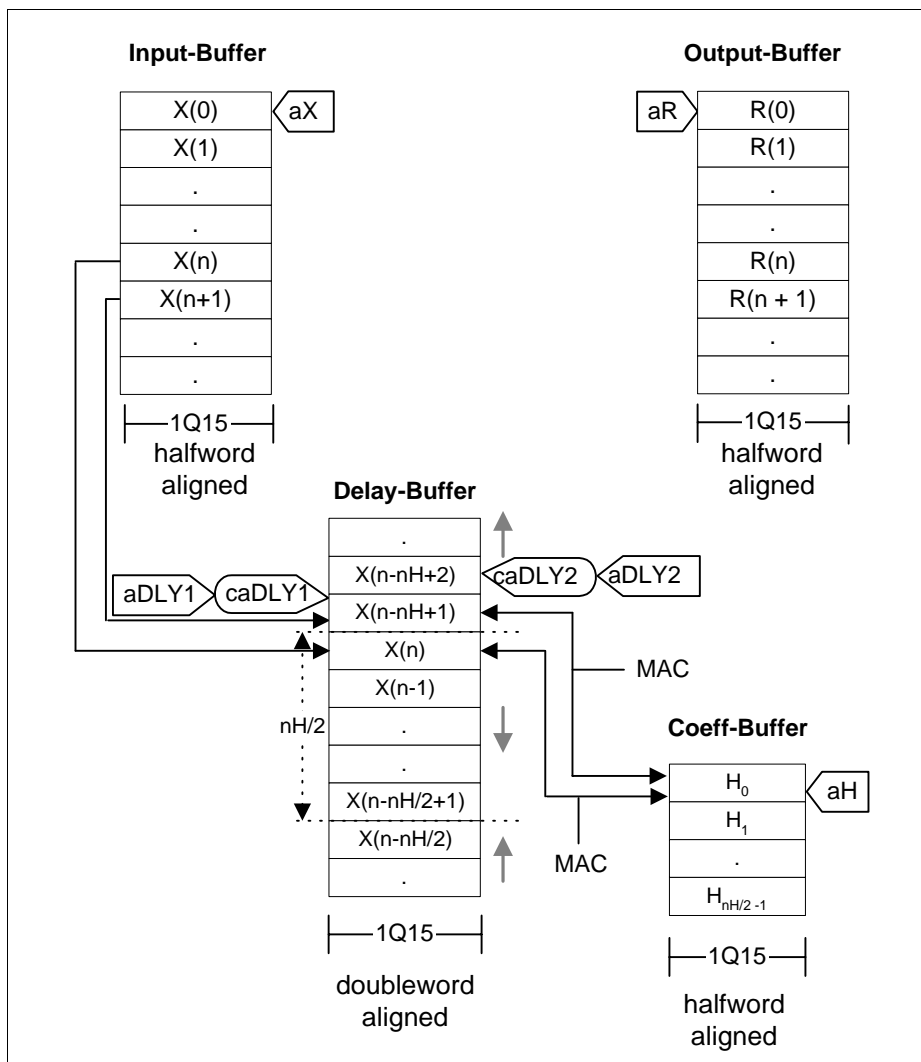 Input-Buffer
Output-Buffer
X(0)
aX
X(1)
.
.
X(n)
X(n+1)
.
.
1Q15
halfword
aligned
aR
R(0)
R(1)
.
.
R(n)
R(n + 1)
.
.
1Q15
halfword
aligned
Delay-Buffer
.
X(n-nH+2)
X(n-nH+1)
X(n)
X(n-1)
.
.
X(n-nH/2+1)
X(n-nH/2)
.
aDLY1
caDLY1
caDLY2
aDLY2
nH/2
1Q15
doubleword
aligned
MAC
MAC
Coeff-Buffer
H0
aH
H1
.
HnH/2 -1
1Q15
halfword
aligned